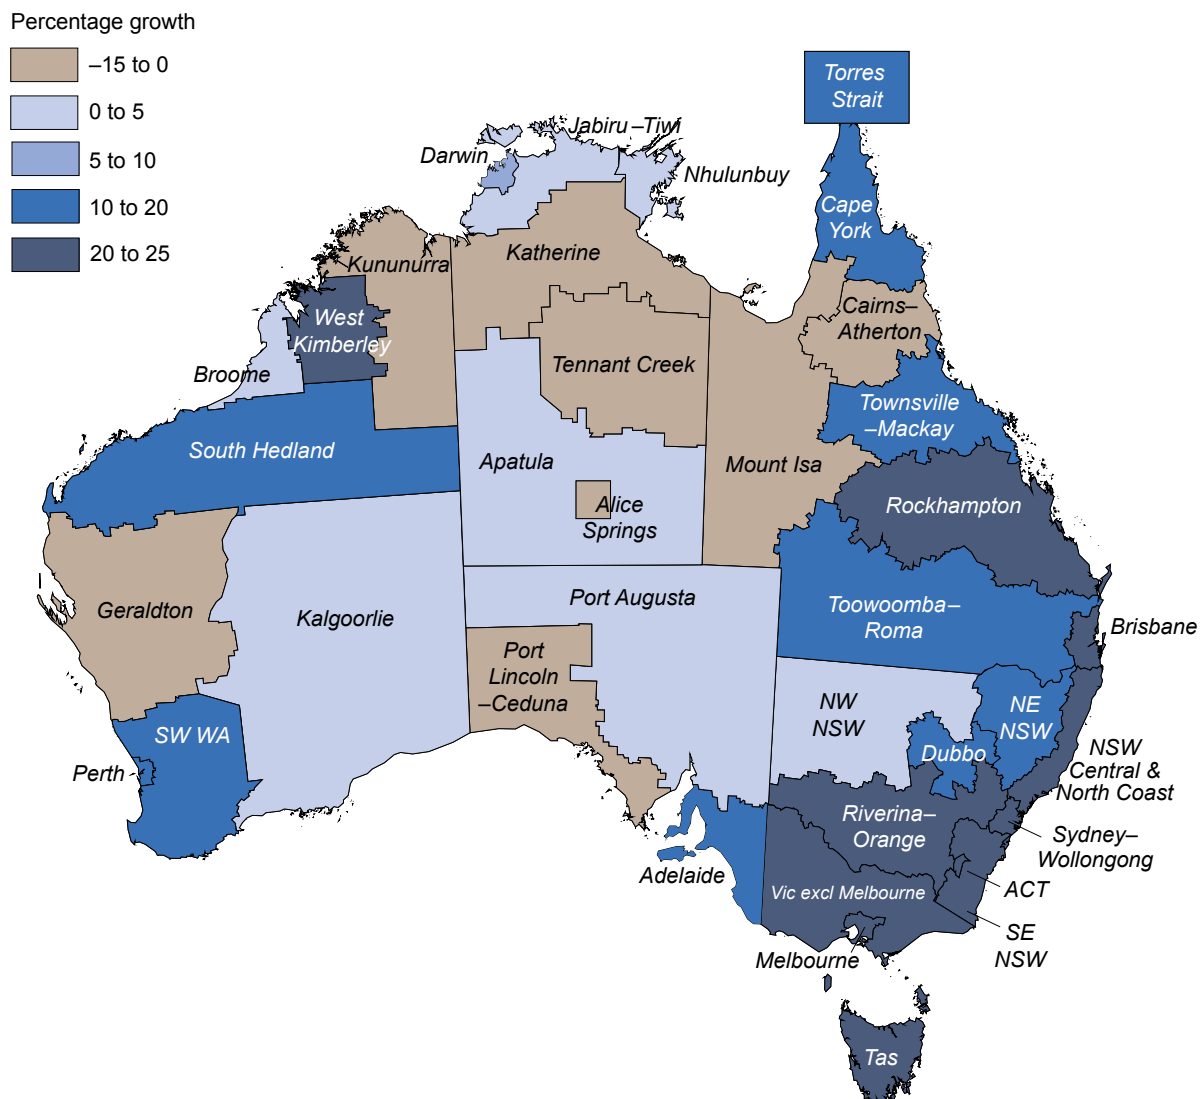 Percentage growth
–15 to 0
0 to 5
5 to 10
10 to 20
20 to 25
Torres
Strait
Jabiru –Tiwi
Darwin
Nhulunbuy
Cape
York
Katherine
Kununurra
Cairns–
Atherton
West
Kimberley
Broome
Tennant Creek
Townsville
–Mackay
South Hedland
Apatula
Mount Isa
Rockhampton
Alice
Springs
Geraldton
Kalgoorlie
Port Augusta
Toowoomba–
Roma
Brisbane
Port
Lincoln
–Ceduna
NW
NSW
NE
NSW
SW WA
Perth
Dubbo
NSW
Central &
North Coast
Riverina–
Orange
Sydney–
Wollongong
Adelaide
Vic excl Melbourne
ACT
SE
NSW
Melbourne
Tas